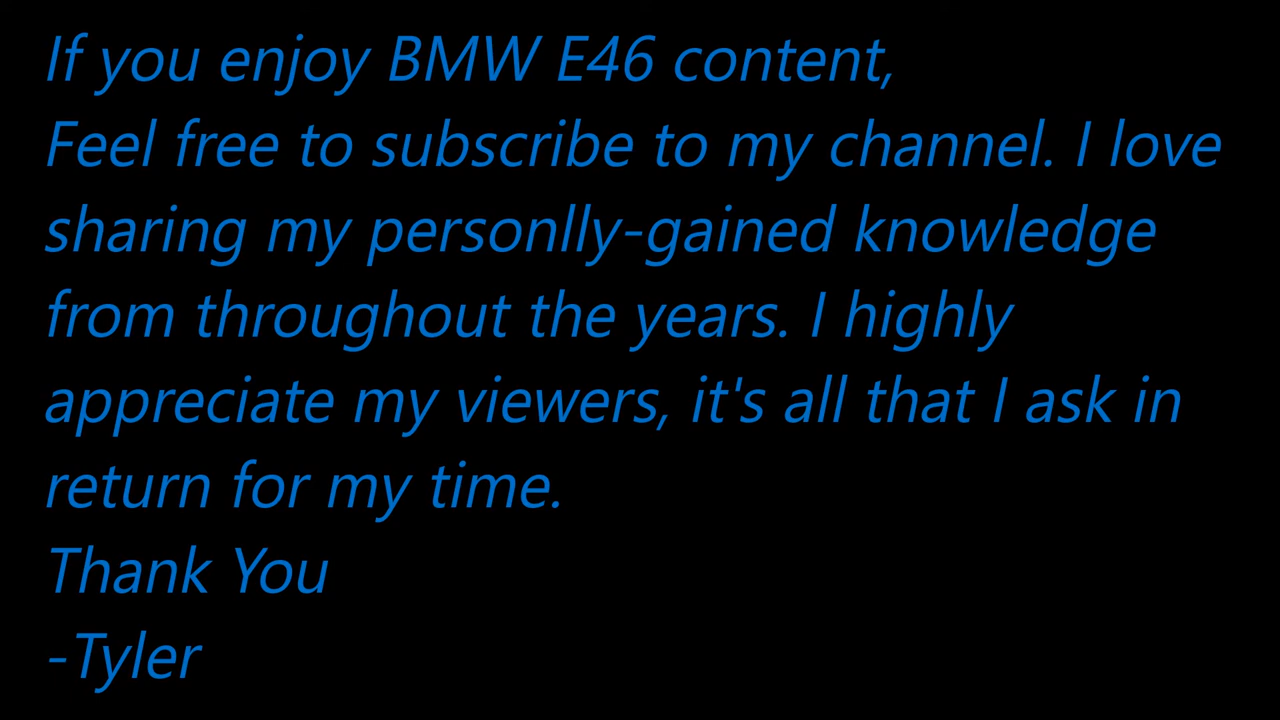 If you enjoy BMW E46 content,
Feel free to subscribe to my channel. I love
sharing my personlly-gained knowledge
from throughout the years. I highly
appreciate my viewers, it's all that I ask in
return for my time.
Thank You
-Tyler